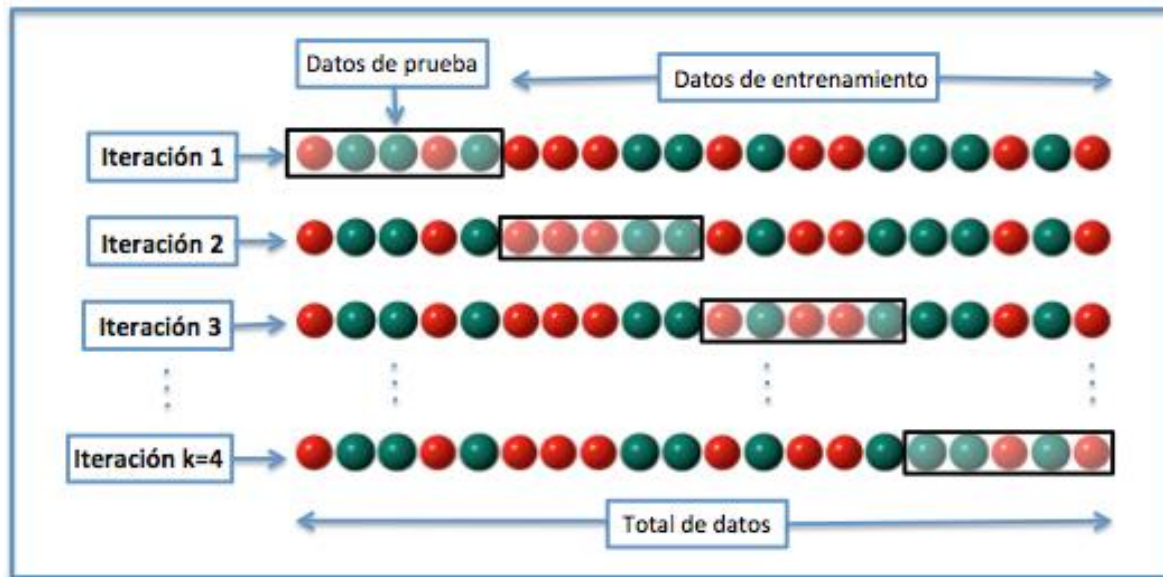 Datos de prueba
Datos de entrenamiento
Iteración 1
Iteración 2
Iteración 3
Iteración k=4
Total de datos